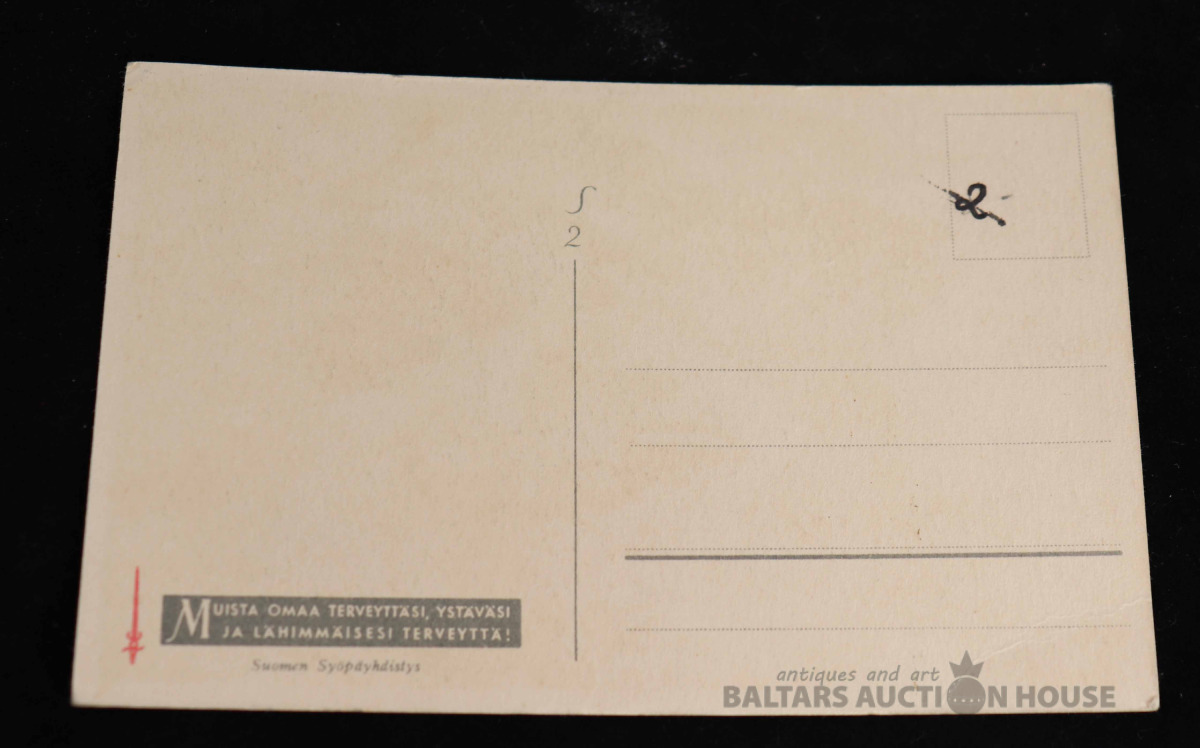 S
2
2
MUISTA OMAA TERVEYTTÄSI, YSTÄVÄSI
JA LÄHIMMÄISESI TERVEYTTÄ!
Suomen Syöpäyhdistys
antiques and art
BALTARS AUCTION HOUSE